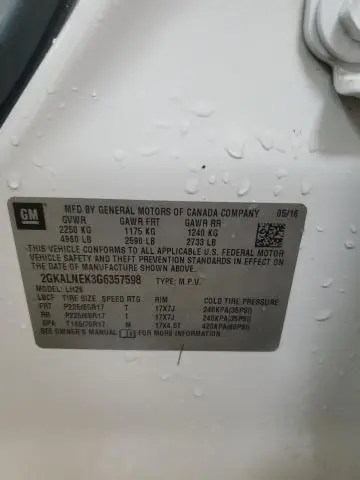 GM
MFD BY GENERAL MOTORS OF CANADA COMPANY 05/16
GVWR GAWR FRT GAWR RR
2250 KG 1175 KG 1240 KG
4960 LB 2590 LB 2733 LB
THIS VEHICLE CONFORMS TO ALL APPLICABLE U.S. FEDERAL MOTOR
VEHICLE SAFETY AND THEFT PREVENTION STANDARDS IN EFFECT ON
THE DATE OF MANUFACTURE SHOWN ABOVE.
2GKALNEK3G6357598 TYPE: M.P.V.
MODEL: LH26
TIRE SIZE SPEED RTG RIM COLD TIRE PRESSURE
FRT P225/65R17 T 17X7J 240KPA(35PSI)
RR P225/65R17 T 17X7J 240KPA(35PSI)
SPA T165/70R17 17X4.5T 420KPA(60PSI)
SEE OWNER'S MANUAL FOR MORE INFORMATION.